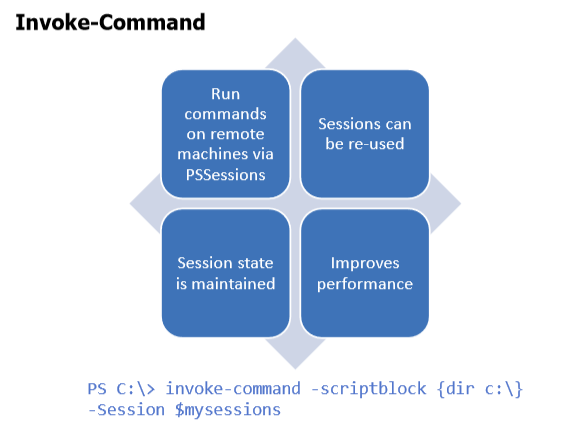 Invoke-Command
Run
commands
on remote
machines via
PSSessions
Sessions can
be re-used
Session state
is maintained
Improves
performance
PS C:\> invoke-command -scriptblock {dir c:\}
-Session $mysessions